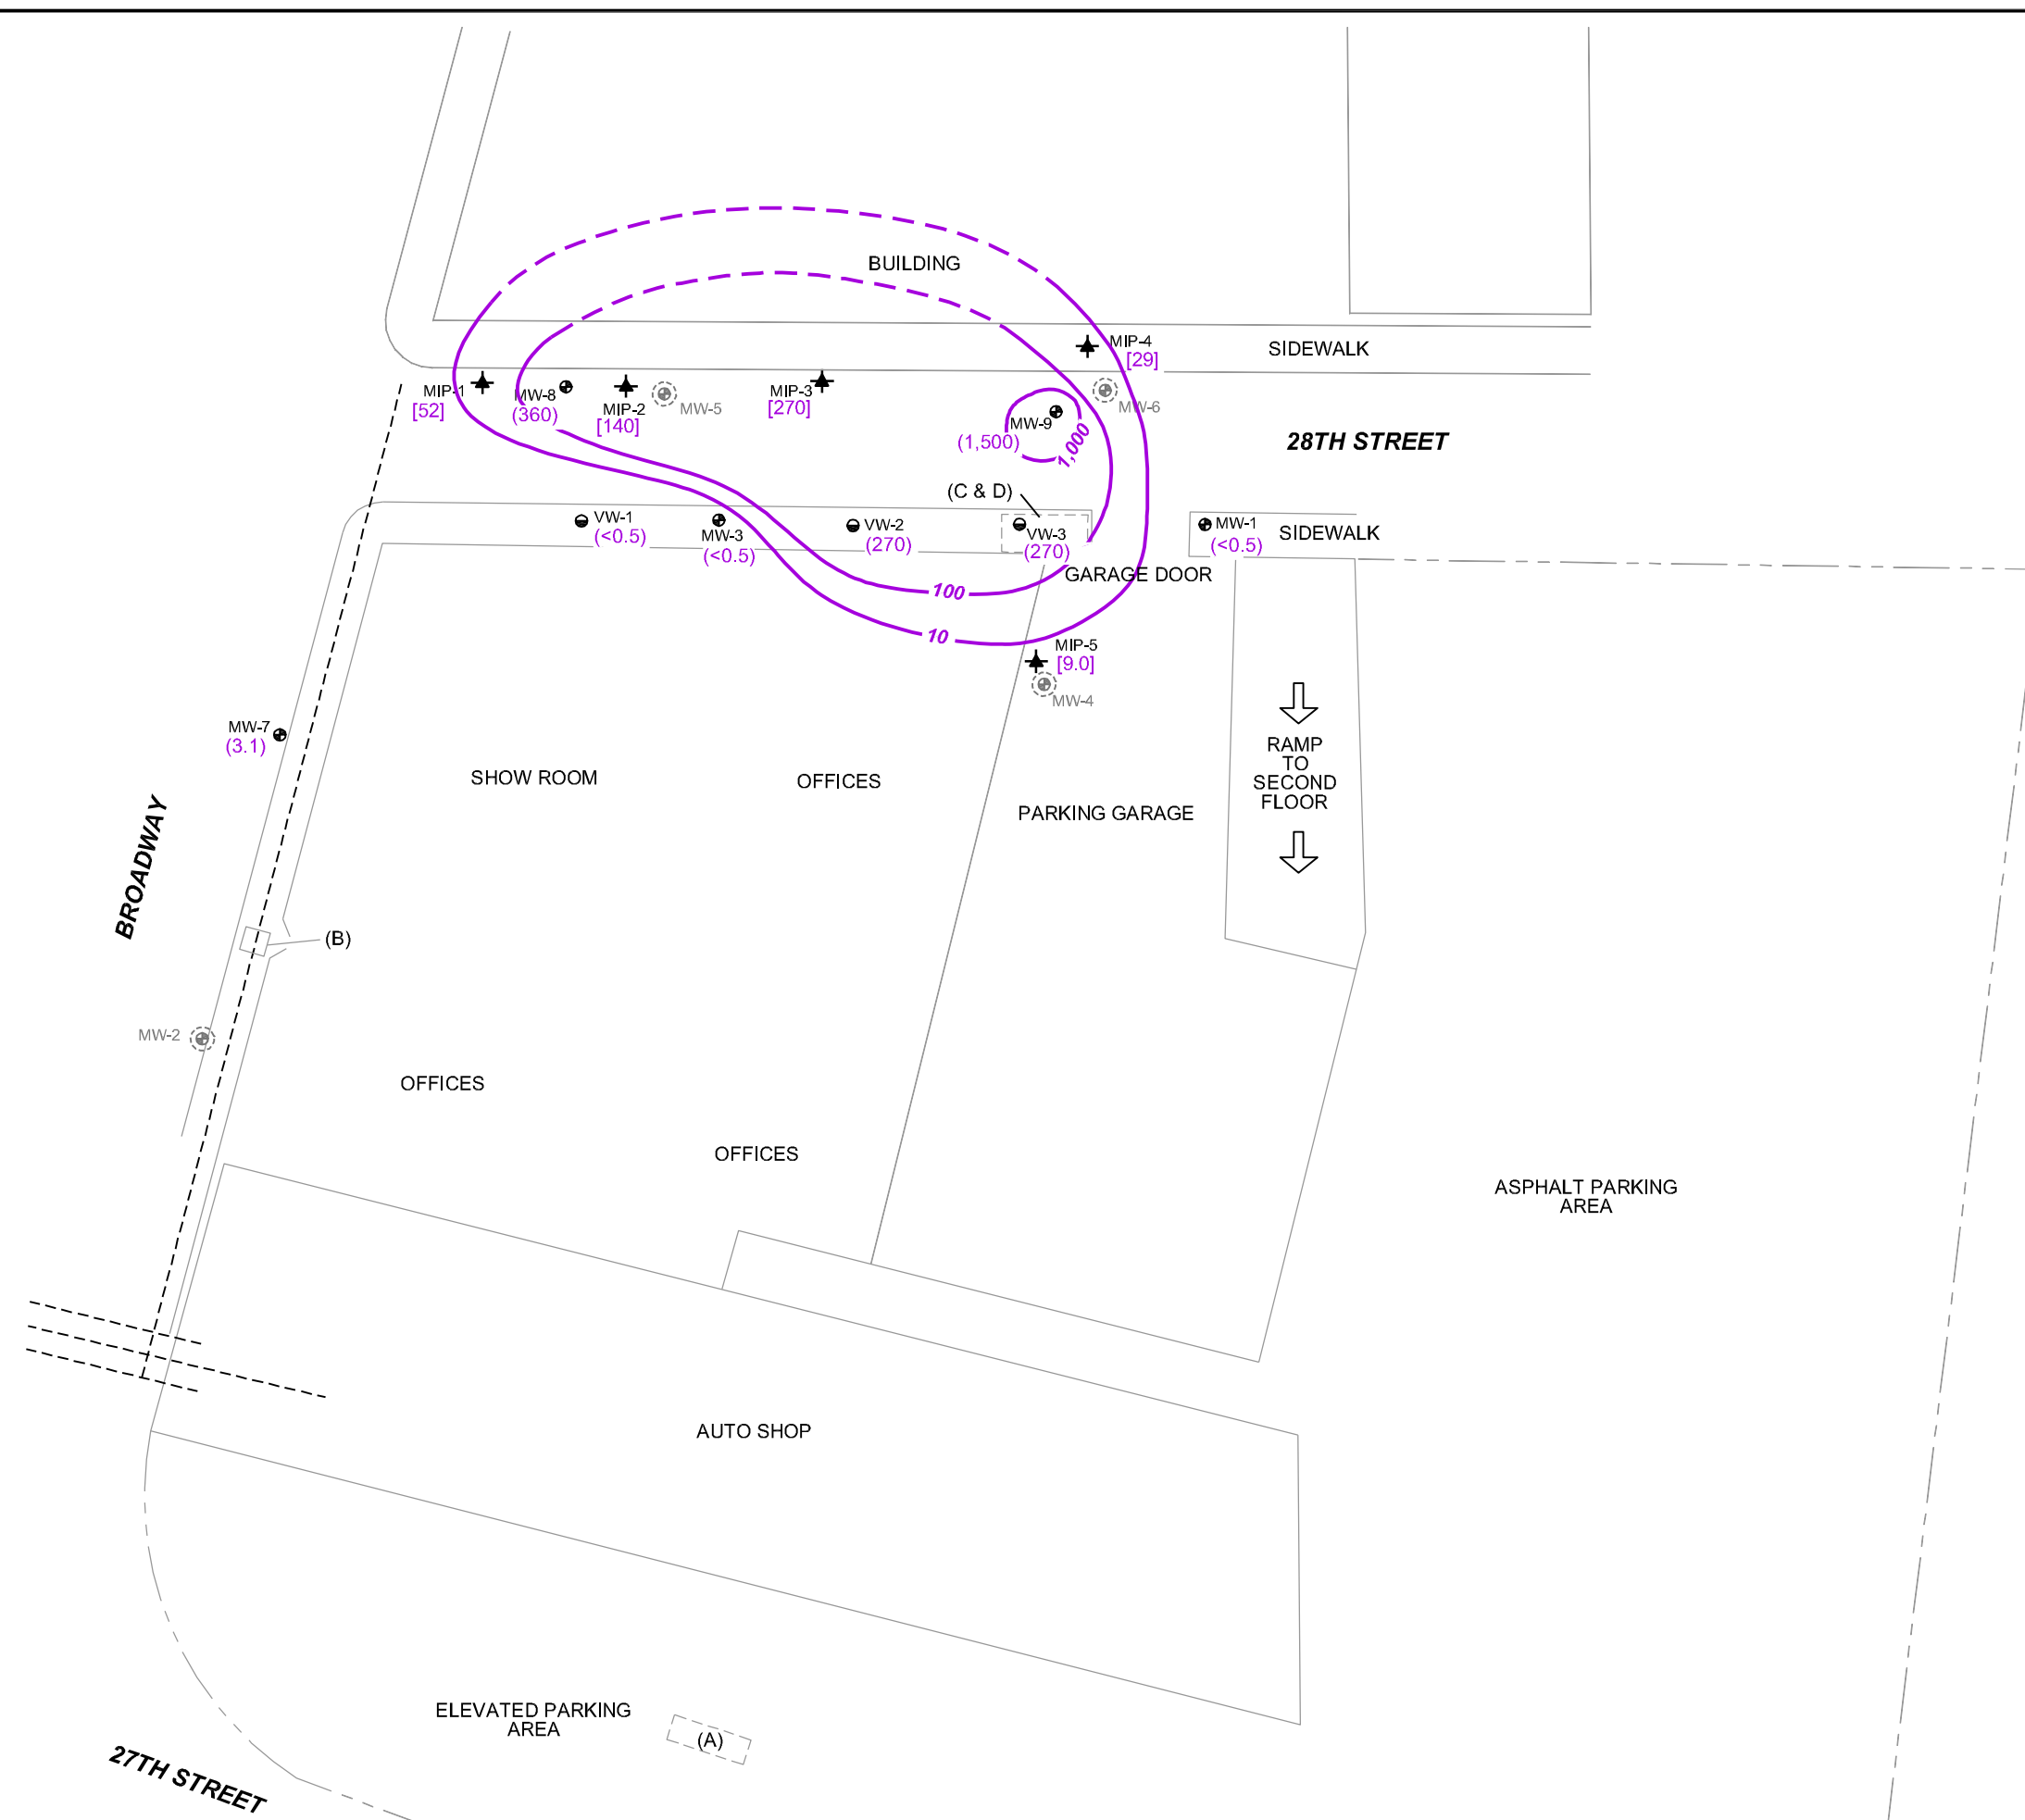 BUILDING
MIP-4
[29]
SIDEWALK
MIP-1
[52]
MW-8
(360)
MIP-2
[140]
MW-5
MIP-3
[270]
MW-9
(1,500)
1,000
MW-6
28TH STREET
(C & D)
VW-1
(<0.5)
MW-3
(<0.5)
VW-2
(270)
VW-3
(270)
MW-1
(<0.5)
SIDEWALK
GARAGE DOOR
100
10
MIP-5
[9.0]
MW-4
MW-7
(3.1)
SHOW ROOM
OFFICES
PARKING GARAGE
RAMP
TO
SECOND
FLOOR
BROADWAY
(B)
MW-2
OFFICES
OFFICES
ASPHALT PARKING
AREA
AUTO SHOP
ELEVATED PARKING
AREA
(A)
27TH STREET